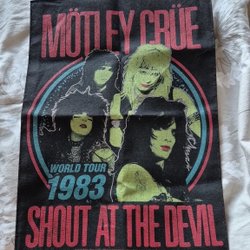 MÖTLEY CRÜE
WORLD TOUR
1983
SHOUT AT THE DEVIL